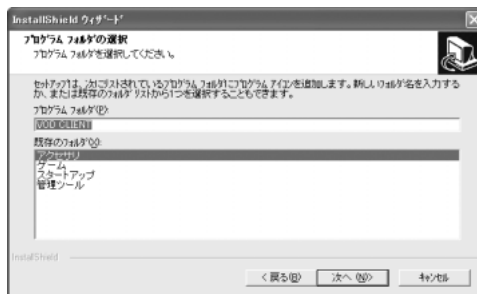 InstallShield ウィザード
プログラム フォルダの選択
プログラム フォルダを選択してください。
セットアップは、次にリストされているプログラム フォルダにプログラム アイコンを追加します。新しいフォルダ名を入力する
か、または既存のフォルダ リストから1つを選択することもできます。
プログラム フォルダ(P):
VOD CLIENT
既存のフォルダ(X):
アクセサリ
ゲーム
スタートアップ
管理ツール
InstallShield
< 戻る(B)
次へ (N)>
キャンセル